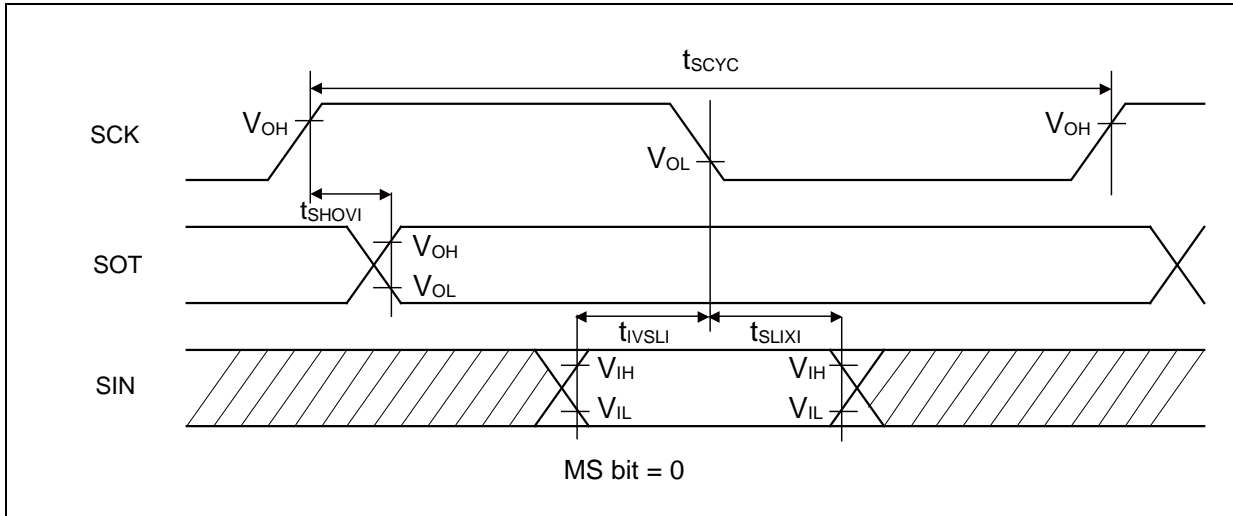 tSCYC
SCK
VOH
VOL
VOH
tSHOVI
SOT
VOH
VOL
tIVSLI
tSLIXI
SIN
VIH
VIL
VIH
VIL
MS bit = 0